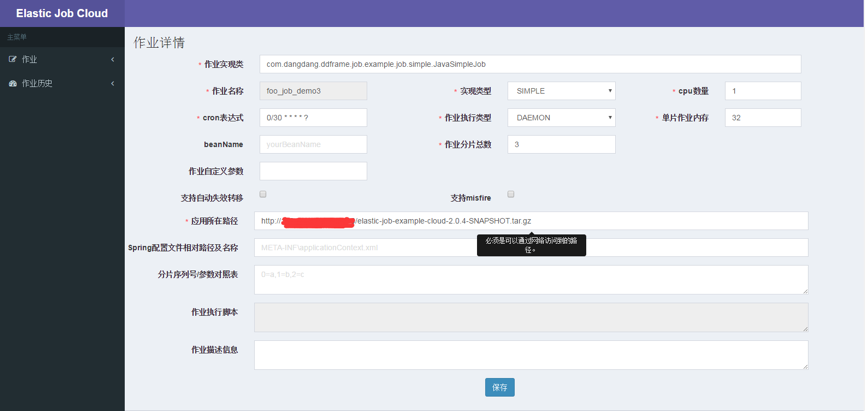 Elastic Job Cloud
主菜单
作业
作业历史
作业详情
* 作业实现类 com.dangdang.ddframe.job.example.job.simple.JavaSimpleJob
* 作业名称 foo_job_demo3 * 实现类型 SIMPLE * cpu数量 1
* cron表达式 0/30 * * * * ? * 作业执行类型 DAEMON * 单片作业内存 32
beanName yourBeanName * 作业分片总数 3
作业自定义参数
支持自动失效转移 支持misfire
* 应用所在路径 http:/ /elastic-job-example-cloud-2.0.4-SNAPSHOT.tar.gz
必须是可以通过网络访问到的路
径。
Spring配置文件相对路径及名称 META-INF\applicationContext.xml
分片序列号/参数对照表 0=a,1=b,2=c
作业执行脚本
作业描述信息
保存